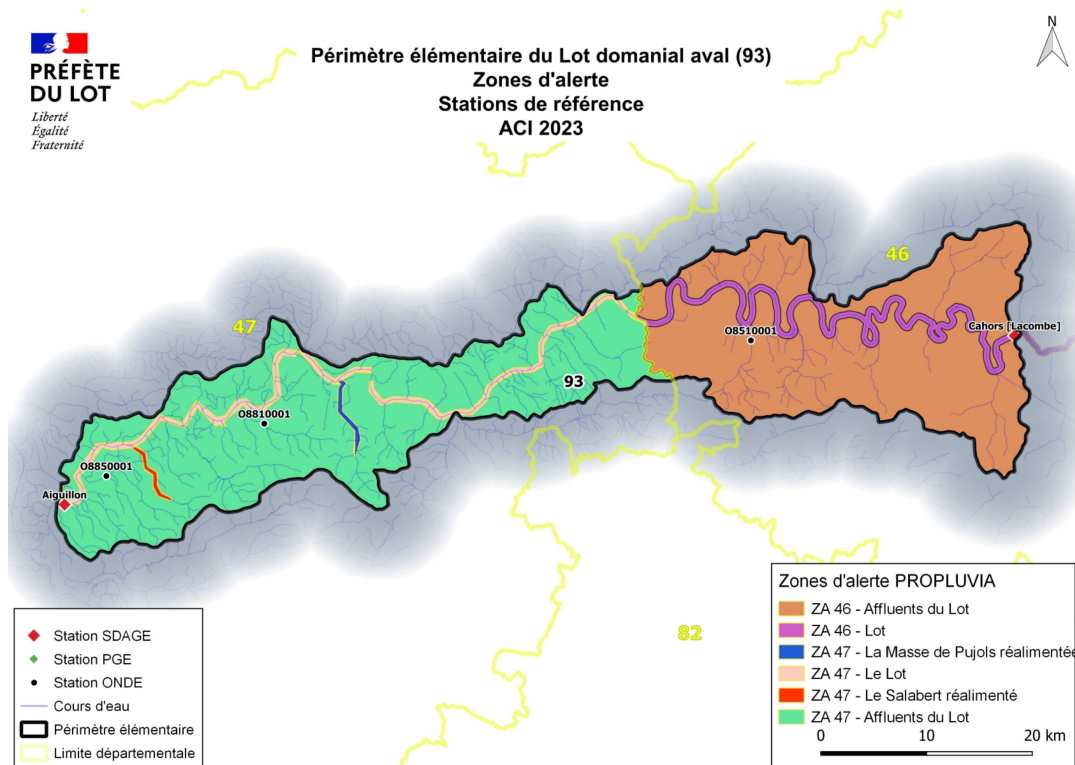 PRÉFÈTE
DU LOT
Liberté
Égalité
Fraternité
Périmètre élémentaire du Lot domanial aval (93)
Zones d'alerte
Stations de référence
ACI 2023
N
46
47
O8510001
Cahors [Lacombe]
93
O8810001
O8850001
Aiguillon
82
Station SDAGE
Station PGE
Station ONDE
Cours d'eau
Périmètre élémentaire
Limite départementale
Zones d'alerte PROPLUVIA
ZA 46 - Affluents du Lot
ZA 46 - Lot
ZA 47 - La Masse de Pujols réalimentée
ZA 47 - Le Lot
ZA 47 - Le Salabert réalimenté
ZA 47 - Affluents du Lot
0 10 20 km